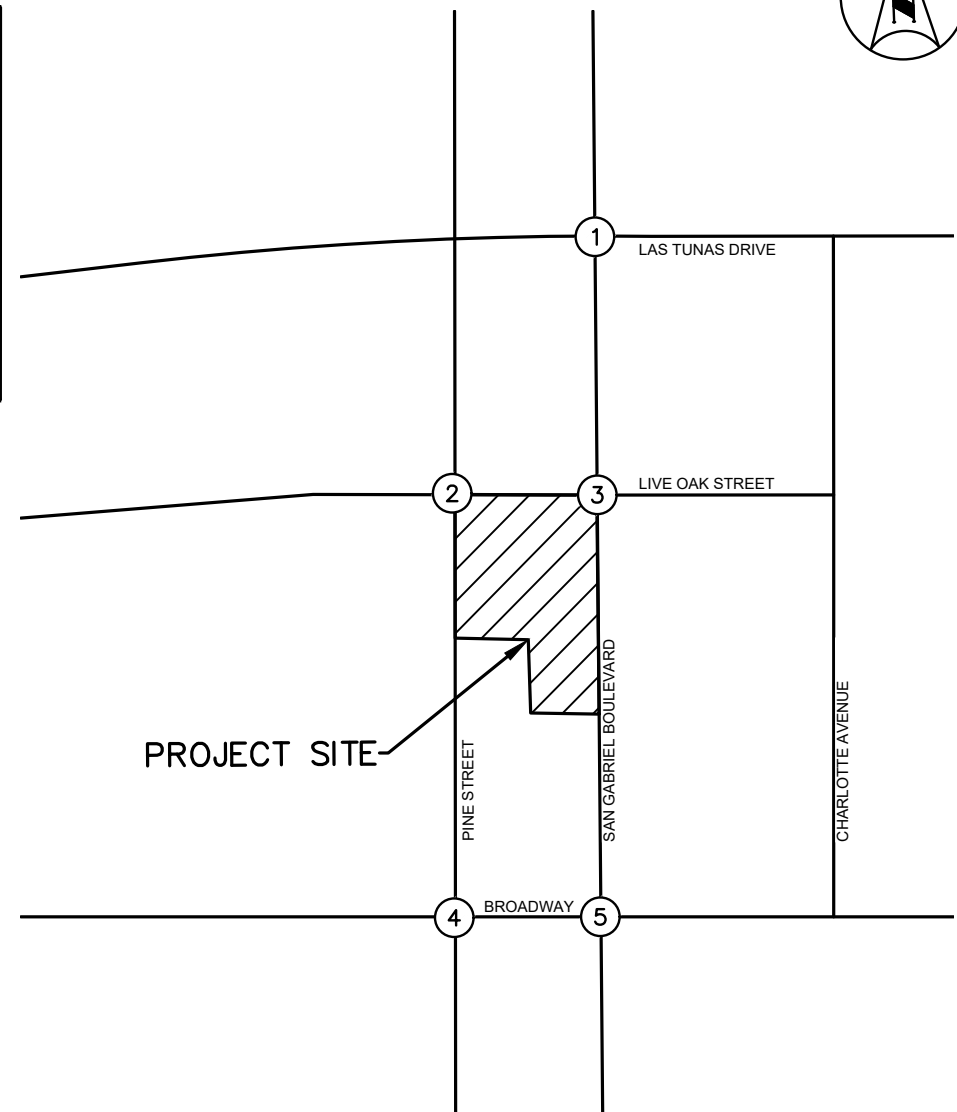 N
1
LAS TUNAS DRIVE
2
3
LIVE OAK STREET
PROJECT SITE
PINE STREET
SAN GABRIEL BOULEVARD
CHARLOTTE AVENUE
4
BROADWAY
5